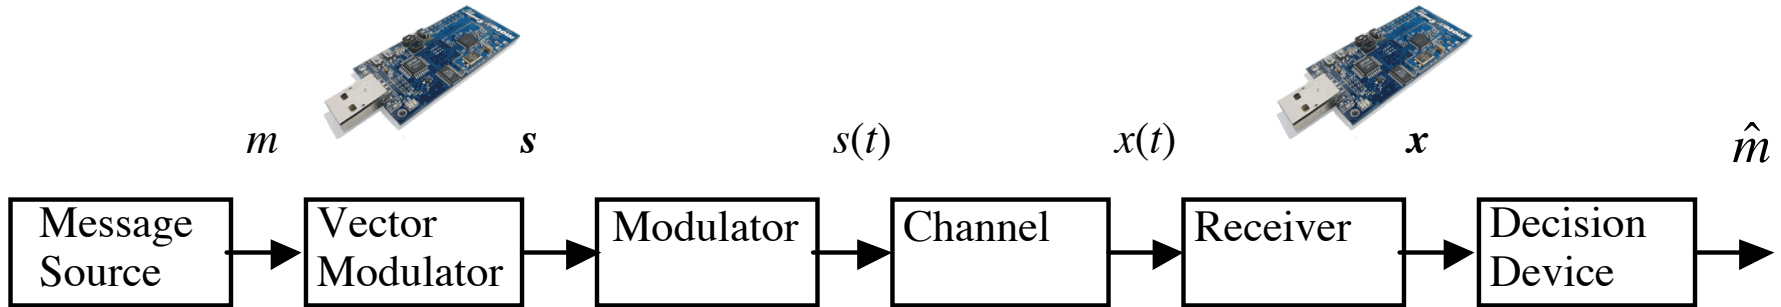 m
s
s(t)
x(t)
x
m̂
Message
Source
Vector
Modulator
Modulator
Channel
Receiver
Decision
Device